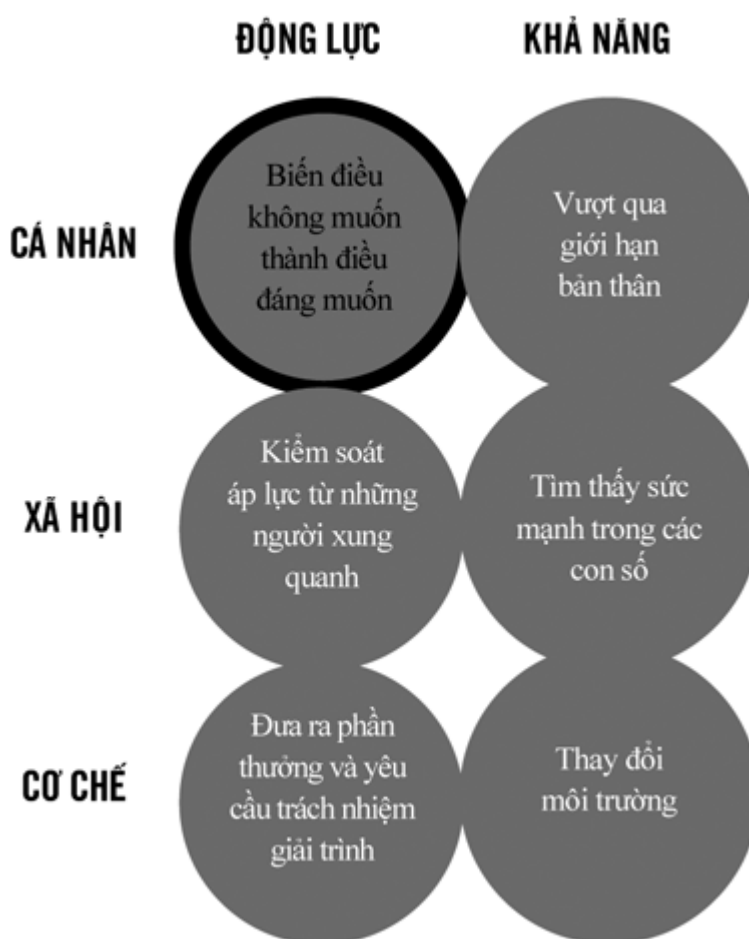 ĐỘNG LỰC
KHẢ NĂNG
CÁ NHÂN
Biến điều
không muốn
thành điều
đáng muốn
Vượt qua
giới hạn
bản thân
XÃ HỘI
Kiểm soát
áp lực từ những
người xung
quanh
Tìm thấy sức
mạnh trong các
con số
CƠ CHẾ
Đưa ra phần
thưởng và yêu
cầu trách nhiệm
giải trình
Thay đổi
môi trường